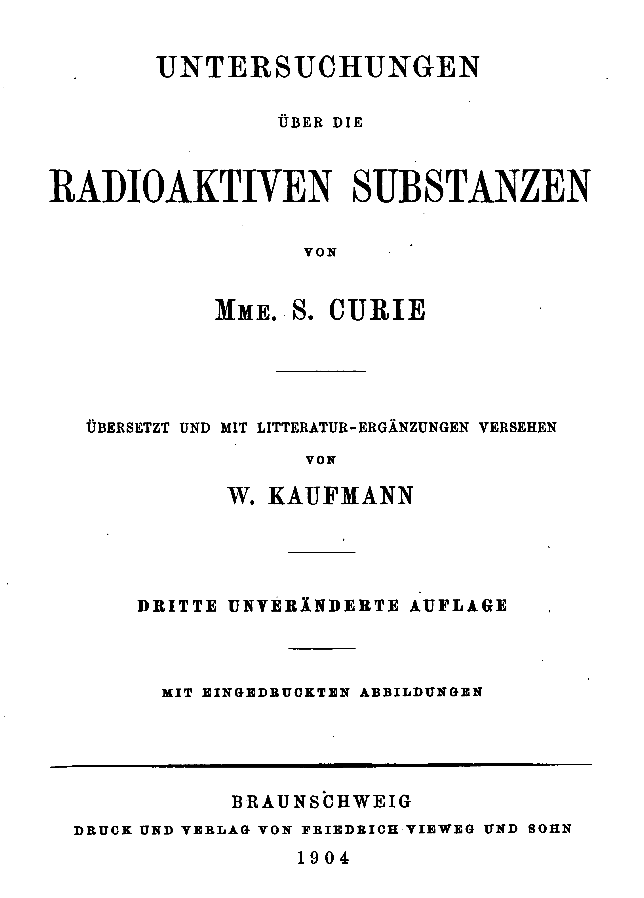 UNTERSUCHUNGEN
ÜBER DIE
RADIOAKTIVEN SUBSTANZEN
VON
MME. S. CURIE
ÜBERSETZT UND MIT LITTERATUR-ERGÄNZUNGEN VERSEHEN
VON
W. KAUFMANN
DRITTE UNVERÄNDERTE AUFLAGE
MIT EINGEDRUCKTEN ABBILDUNGEN
BRAUNSCHWEIG
DRUCK UND VERLAG VON FRIEDRICH VIEWEG UND SOHN
1904